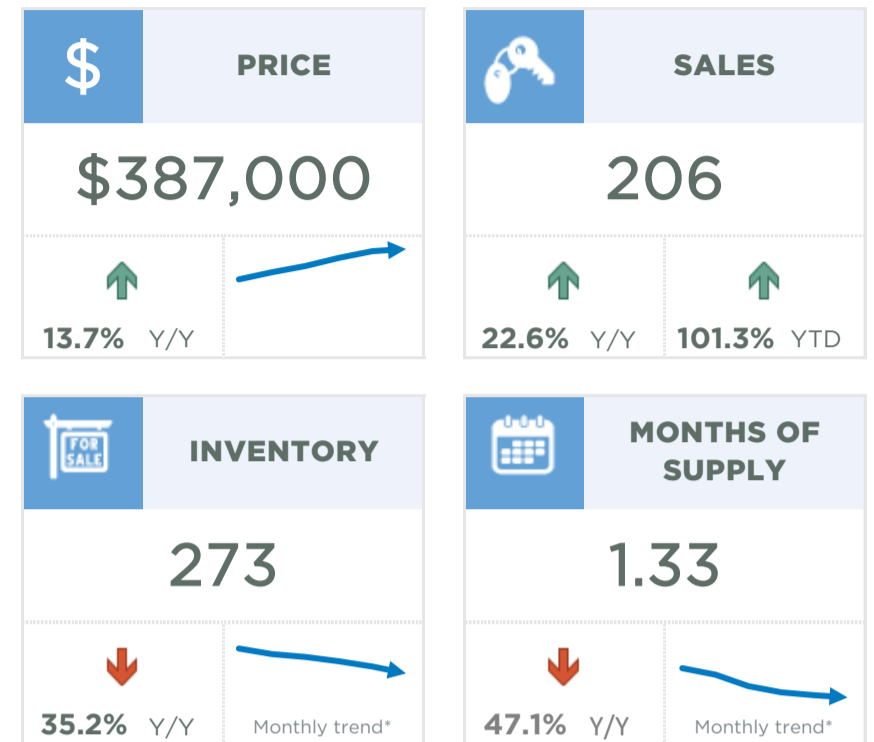 $
PRICE
$387,000
13.7% Y/Y
SALES
206
22.6% Y/Y
101.3% YTD
FOR
SALE
INVENTORY
273
35.2% Y/Y
Monthly trend*
MONTHS OF
SUPPLY
1.33
47.1% Y/Y
Monthly trend*